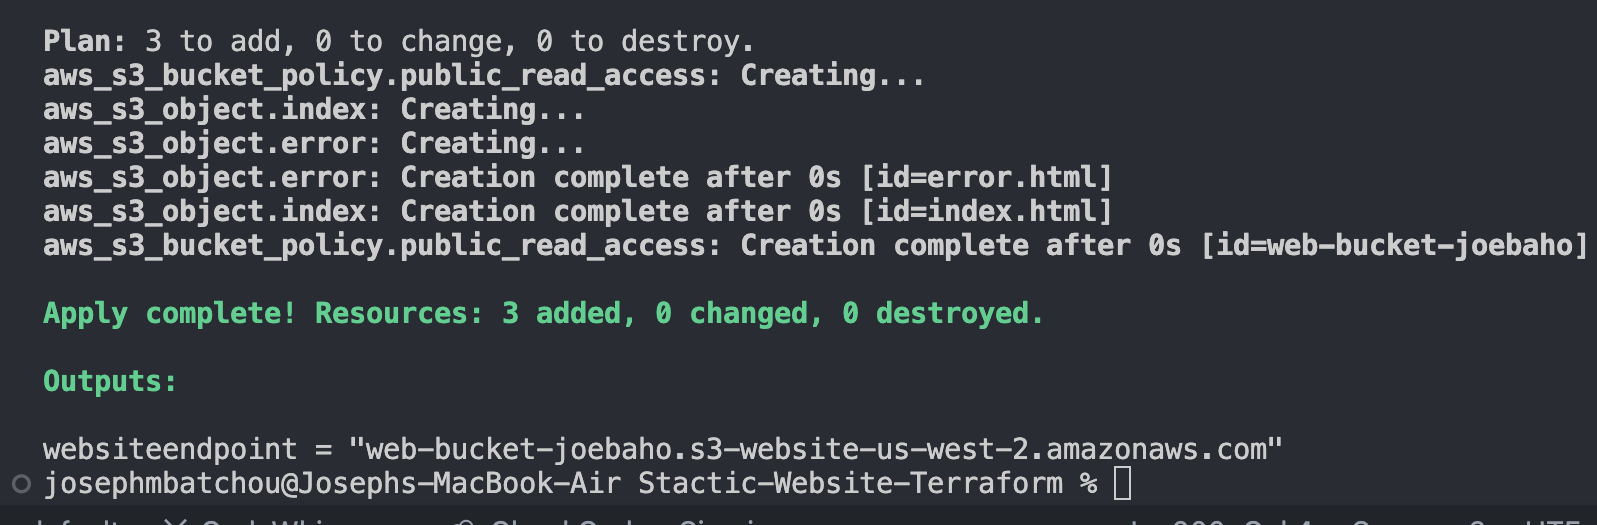 Plan: 3 to add, 0 to change, 0 to destroy.
aws_s3_bucket_policy.public_read_access: Creating...
aws_s3_object.index: Creating...
aws_s3_object.error: Creating...
aws_s3_object.error: Creation complete after 0s [id=error.html]
aws_s3_object.index: Creation complete after 0s [id=index.html]
aws_s3_bucket_policy.public_read_access: Creation complete after 0s [id=web-bucket-joebaho]
Apply complete! Resources: 3 added, 0 changed, 0 destroyed.
Outputs:
websiteendpoint = "web-bucket-joebaho.s3-website-us-west-2.amazonaws.com"
josephmbatchou@Josephs-MacBook-Air Stactic-Website-Terraform %